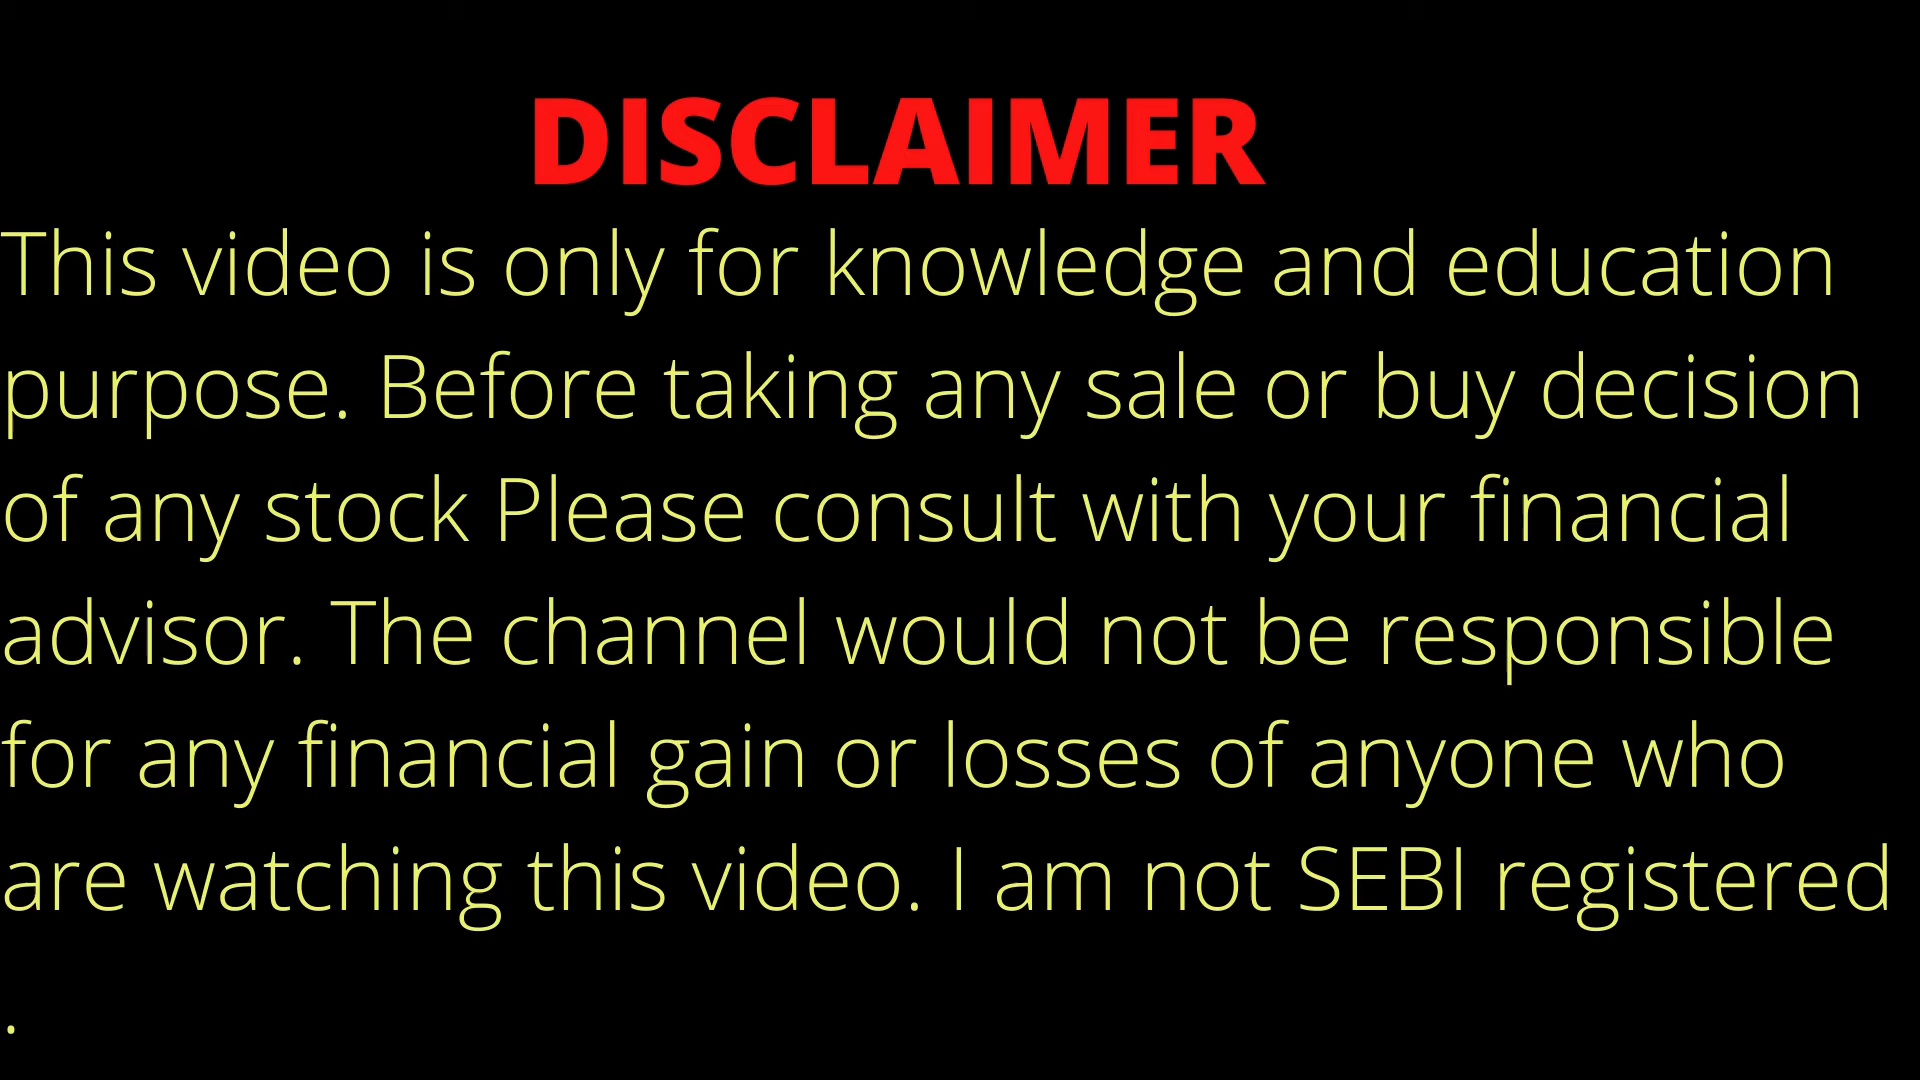 DISCLAIMER
This video is only for knowledge and education
purpose. Before taking any sale or buy decision
of any stock Please consult with your financial
advisor. The channel would not be responsible
for any financial gain or losses of anyone who
are watching this video. I am not SEBI registered
.